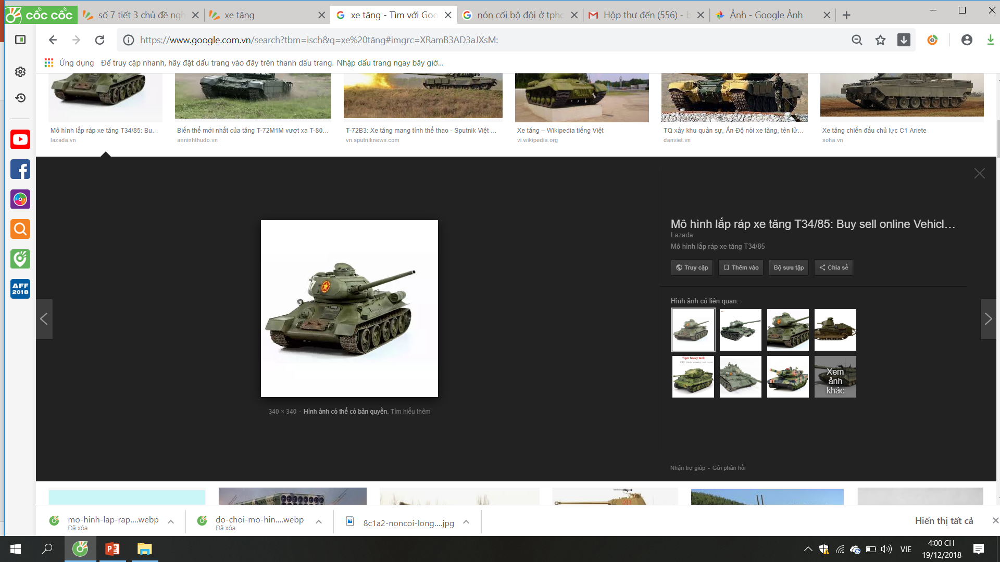 cốc cốc
số 7 tiết 3 chủ đề ngh
xe tăng
xe tăng - Tìm với Goo
nón cối bộ đội ở tphc
Hộp thư đến (556) - b
Ảnh - Google Ảnh
https://www.google.com.vn/search?tbm=isch&q=xe%20tăng#imgrc=XRamB3AD3aJXsM:
Ứng dụng
Để truy cập nhanh, hãy đặt dấu trang vào đây trên thanh dấu trang.
Nhập dấu trang ngay bây giờ...
Mô hình lắp ráp xe tăng T34/85: Bu...
lazada.vn
Biến thể mới nhất của tăng T-72M1M vượt xa T-80...
anninhthudo.vn
T-72B3: Xe tăng mang tính thể thao - Sputnik Việt ...
vn.sputniknews.com
Xe tăng – Wikipedia tiếng Việt
vi.wikipedia.org
TQ xây khu quân sự, Ấn Độ nói xe tăng, tên lử...
danviet.vn
Xe tăng chiến đấu chủ lực C1 Ariete
soha.vn
AFF
2018
Mô hình lắp ráp xe tăng T34/85: Buy sell online Vehicl...
Lazada
Mô hình lắp ráp xe tăng T34/85
Truy cập
Thêm vào
Bộ sưu tập
Chia sẻ
Hình ảnh có liên quan:
Tiger heavy tank
Xem
ảnh
khác
340 × 340 - Hình ảnh có thể có bản quyền. Tìm hiểu thêm
Nhận trợ giúp - Gửi phản hồi
mo-hinh-lap-rap....webp
Đã xóa
do-choi-mo-hin....webp
Đã xóa
8c1a2-noncoi-long....jpg
Hiển thị tất cả
VIE
4:00 CH
19/12/2018